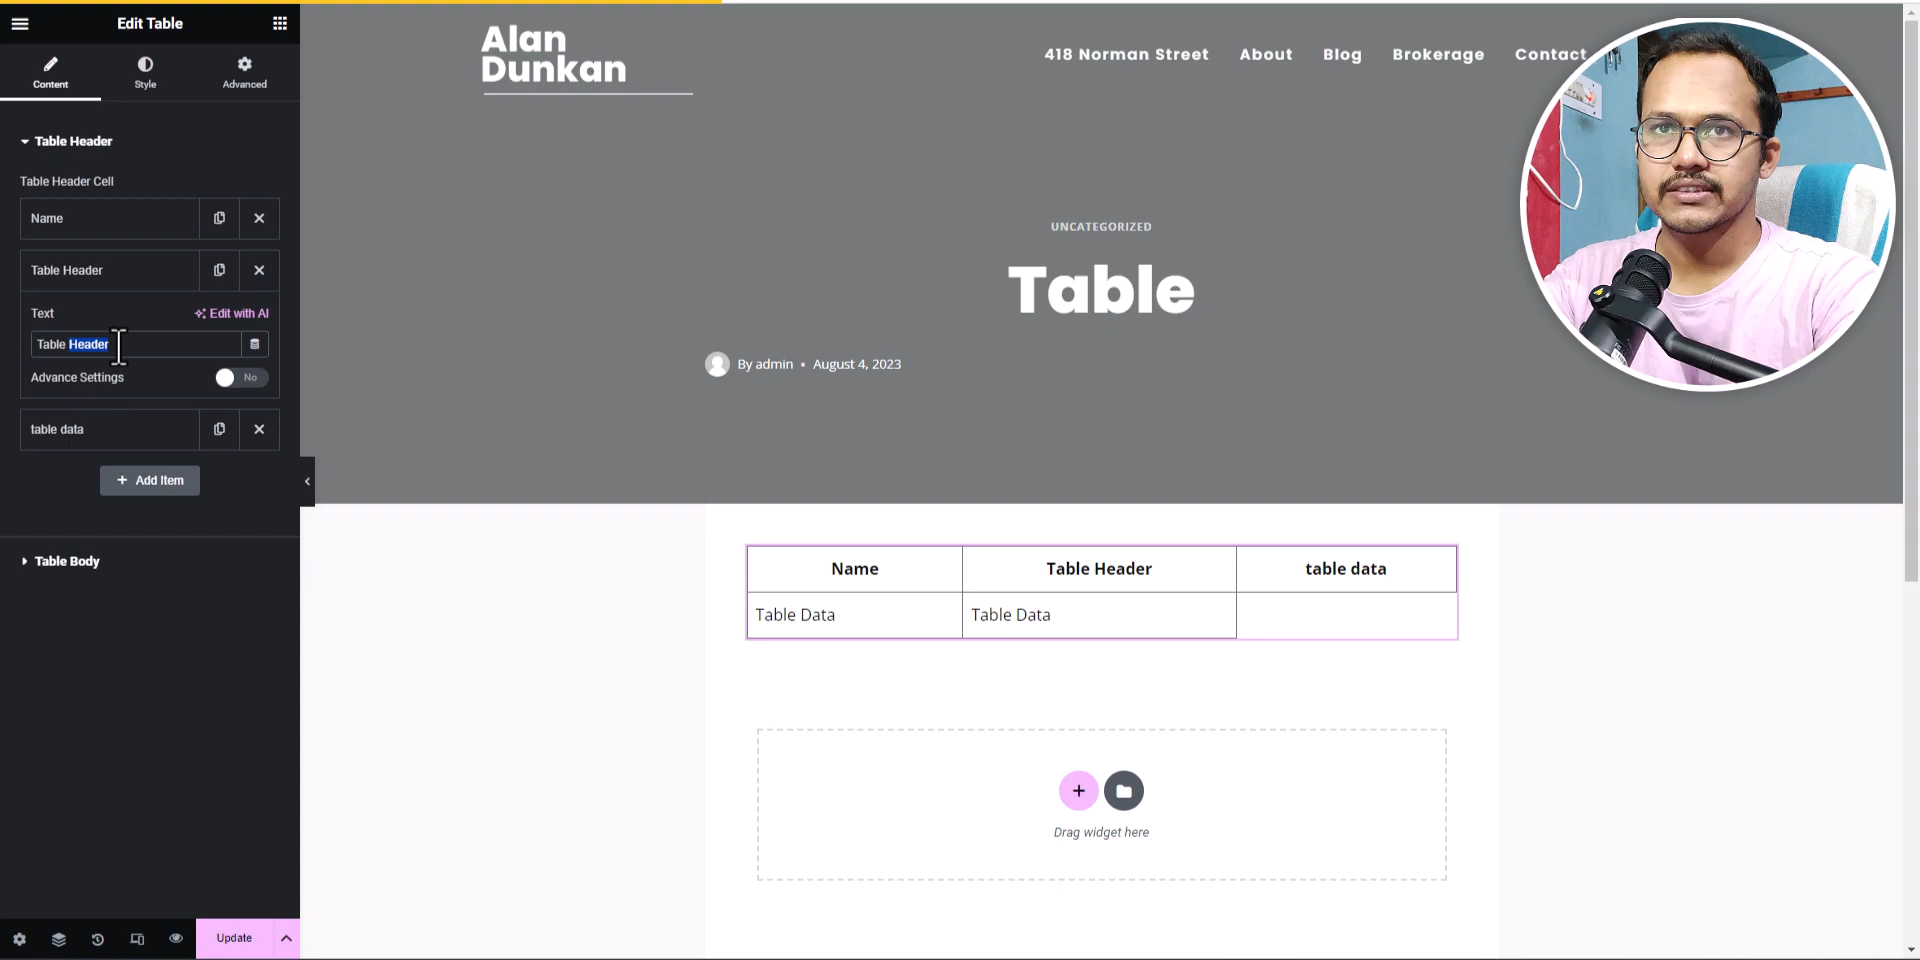 Edit Table
Content
Style
Advanced
Table Header
Table Header Cell
Name
Table Header
Text
Edit with AI
Table Header
Advance Settings
No
table data
+ Add Item
Table Body
Update
Alan
Dunkan
418 Norman Street
About
Blog
Brokerage
Contact
UNCATEGORIZED
Table
By admin • August 4, 2023
Name
Table Header
table data
Table Data
Table Data
Drag widget here